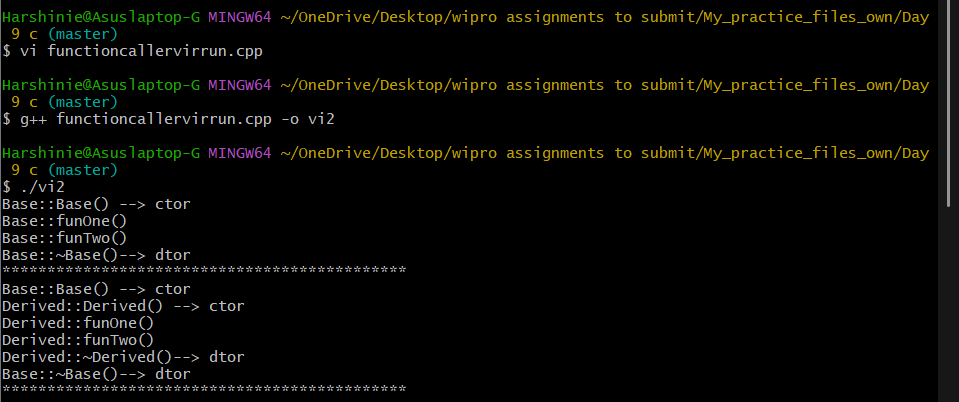 Harshinie@Asuslaptop-G MINGW64 ~/OneDrive/Desktop/wipro assignments to submit/My_practice_files_own/Day
 9 c (master)
$ vi functioncallervirrun.cpp
Harshinie@Asuslaptop-G MINGW64 ~/OneDrive/Desktop/wipro assignments to submit/My_practice_files_own/Day
 9 c (master)
$ g++ functioncallervirrun.cpp -o vi2
Harshinie@Asuslaptop-G MINGW64 ~/OneDrive/Desktop/wipro assignments to submit/My_practice_files_own/Day
 9 c (master)
$ ./vi2
Base::Base() --> ctor
Base::funOne()
Base::funTwo()
Base::~Base()--> dtor
*********************************************
Base::Base() --> ctor
Derived::Derived() --> ctor
Derived::funOne()
Derived::funTwo()
Derived::~Derived()--> dtor
Base::~Base()--> dtor
*********************************************